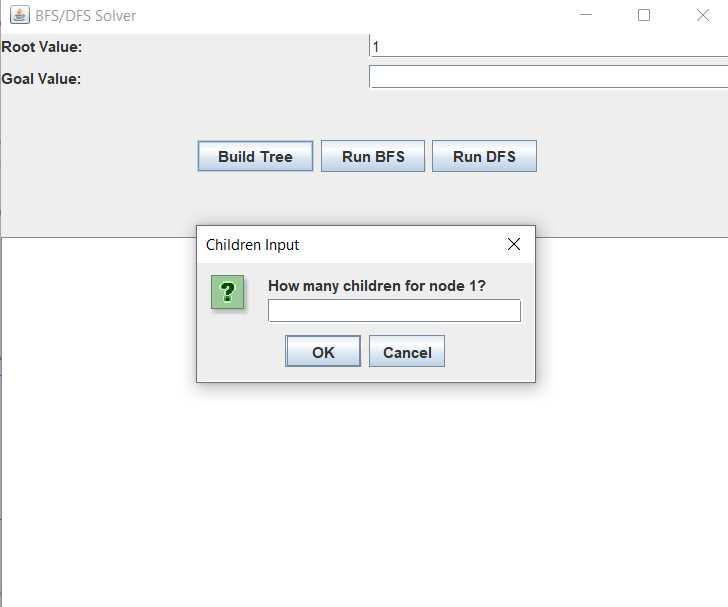 BFS/DFS Solver
Root Value:
1
Goal Value:
Build Tree
Run BFS
Run DFS
Children Input
?
How many children for node 1?
OK
Cancel